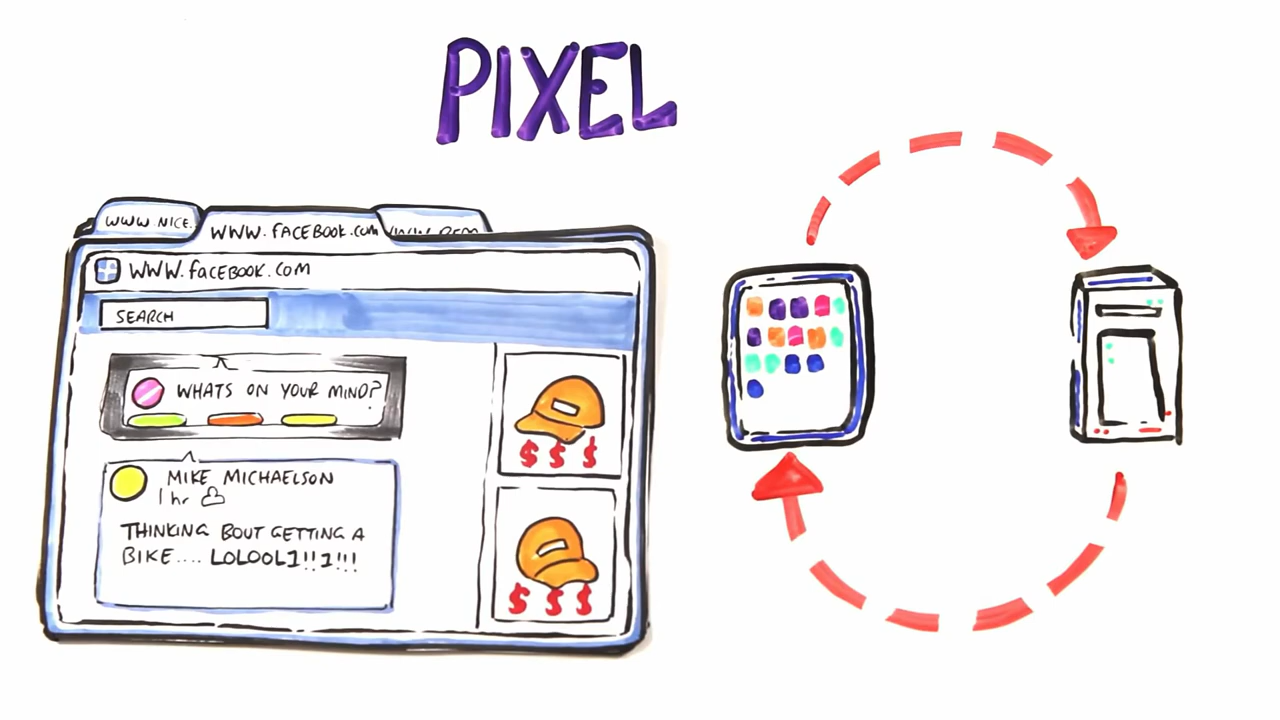 PIXEL
WWW.NICE.
WWW.FACEBOOK.COM
WWW.
WWW.FACEBOOK.COM
SEARCH
WHATS ON YOUR MIND?
MIKE MICHAELSON
1 hr
THINKING BOUT GETTING A
BIKE.... LOLOOL1!!1!!!
$ $ $
$ $ $